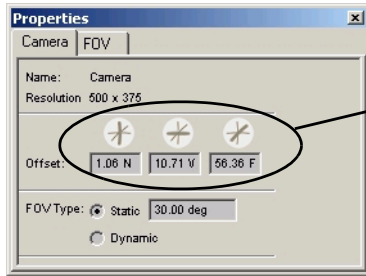 Properties
Camera FOV
Name: Camera
Resolution 500 x 375
Offset: 1.06 N 10.71 V 56.36 F
FOV Type: Static 30.00 deg
Dynamic